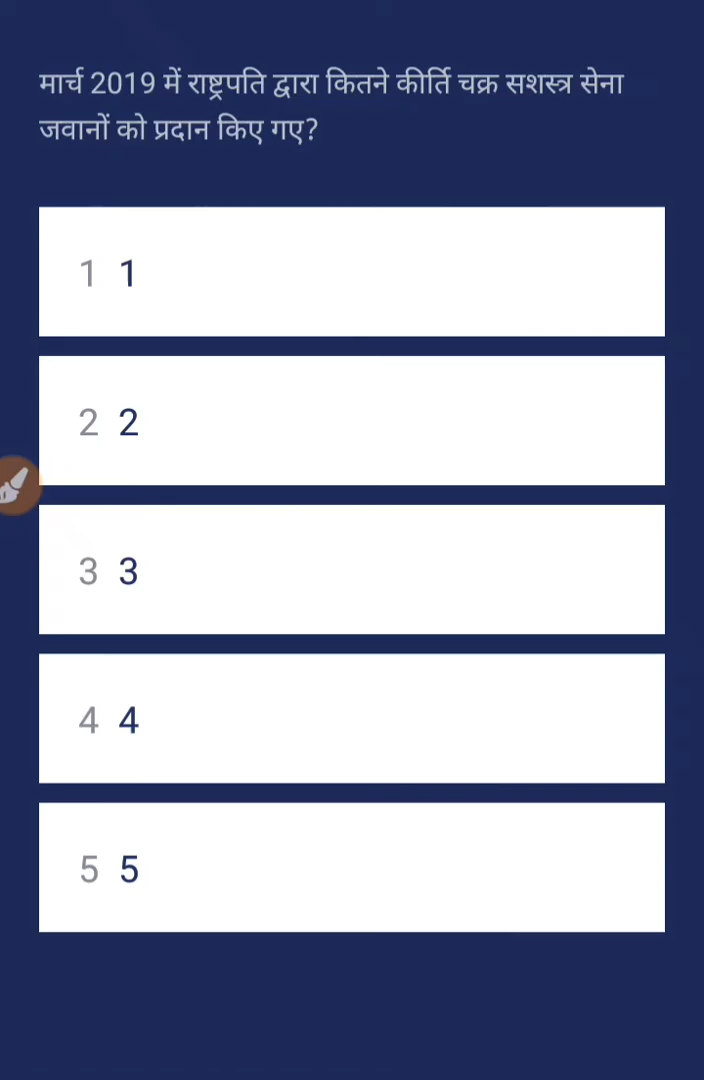 मार्च 2019 में राष्ट्रपति द्वारा कितने कीर्ति चक्र सशस्त्र सेना
जवानों को प्रदान किए गए?
1 1
2 2
3 3
4 4
5 5